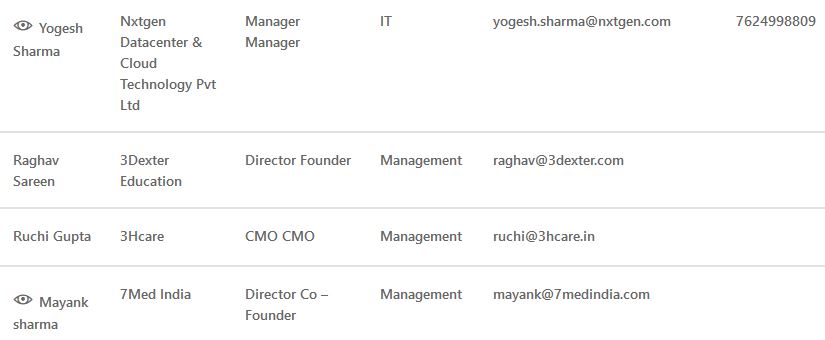 Yogesh Sharma Nxtgen Datacenter & Cloud Technology Pvt Ltd Manager Manager IT yogesh.sharma@nxtgen.com 7624998809
Raghav Sareen 3Dexter Education Director Founder Management raghav@3dexter.com
Ruchi Gupta 3Hcare CMO CMO Management ruchi@3hcare.in
Mayank sharma 7Med India Director Co – Founder Management mayank@7medindia.com